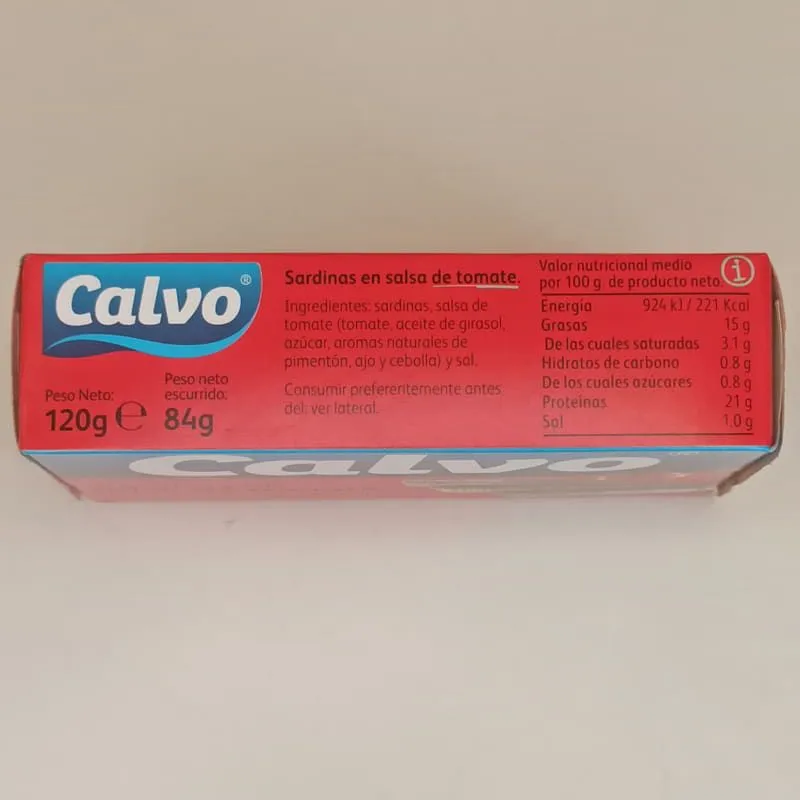 Calvo®
Peso Neto:
120g ℮
Peso neto
escurrido:
84g
Sardinas en salsa de tomate.
Ingredientes: sardinas, salsa de
tomate (tomate, aceite de girasol,
azúcar, aromas naturales de
pimentón, ajo y cebolla) y sal.
Consumir preferentemente antes
del: ver lateral.
Valor nutricional medio
por 100 g de producto neto.
Energía 924 kJ / 221 Kcal
Grasas 15 g
De las cuales saturadas 3.1 g
Hidratos de carbono 0.8 g
De los cuales azúcares 0.8 g
Proteínas 21 g
Sal 1.0 g
Calvo